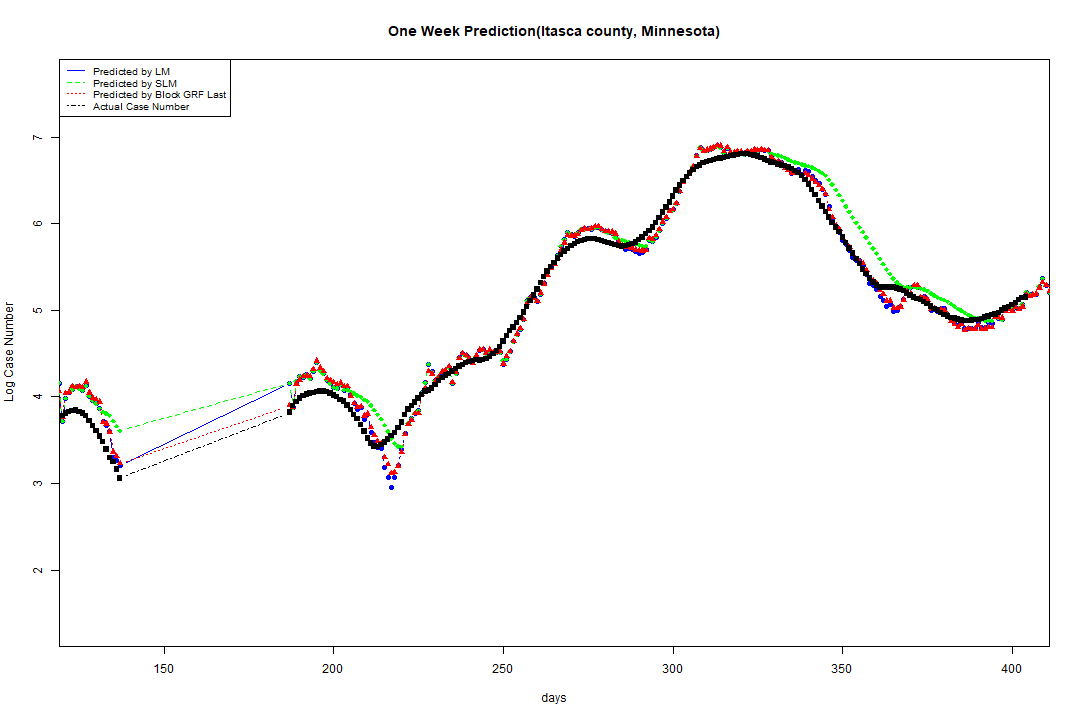 One Week Prediction(Itasca county, Minnesota)
Predicted by LM
Predicted by SLM
Predicted by Block GRF Last
Actual Case Number
Log Case Number
7
6
5
4
3
2
150
200
250
300
350
400
days